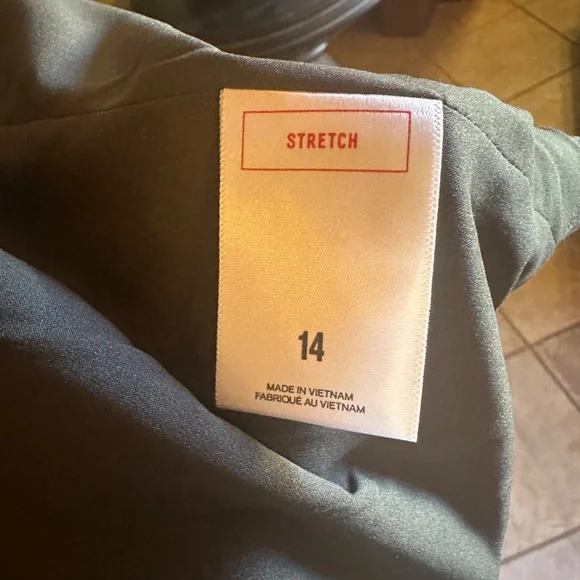 STRETCH
14
MADE IN VIETNAM
FABRIQUÉ AU VIETNAM